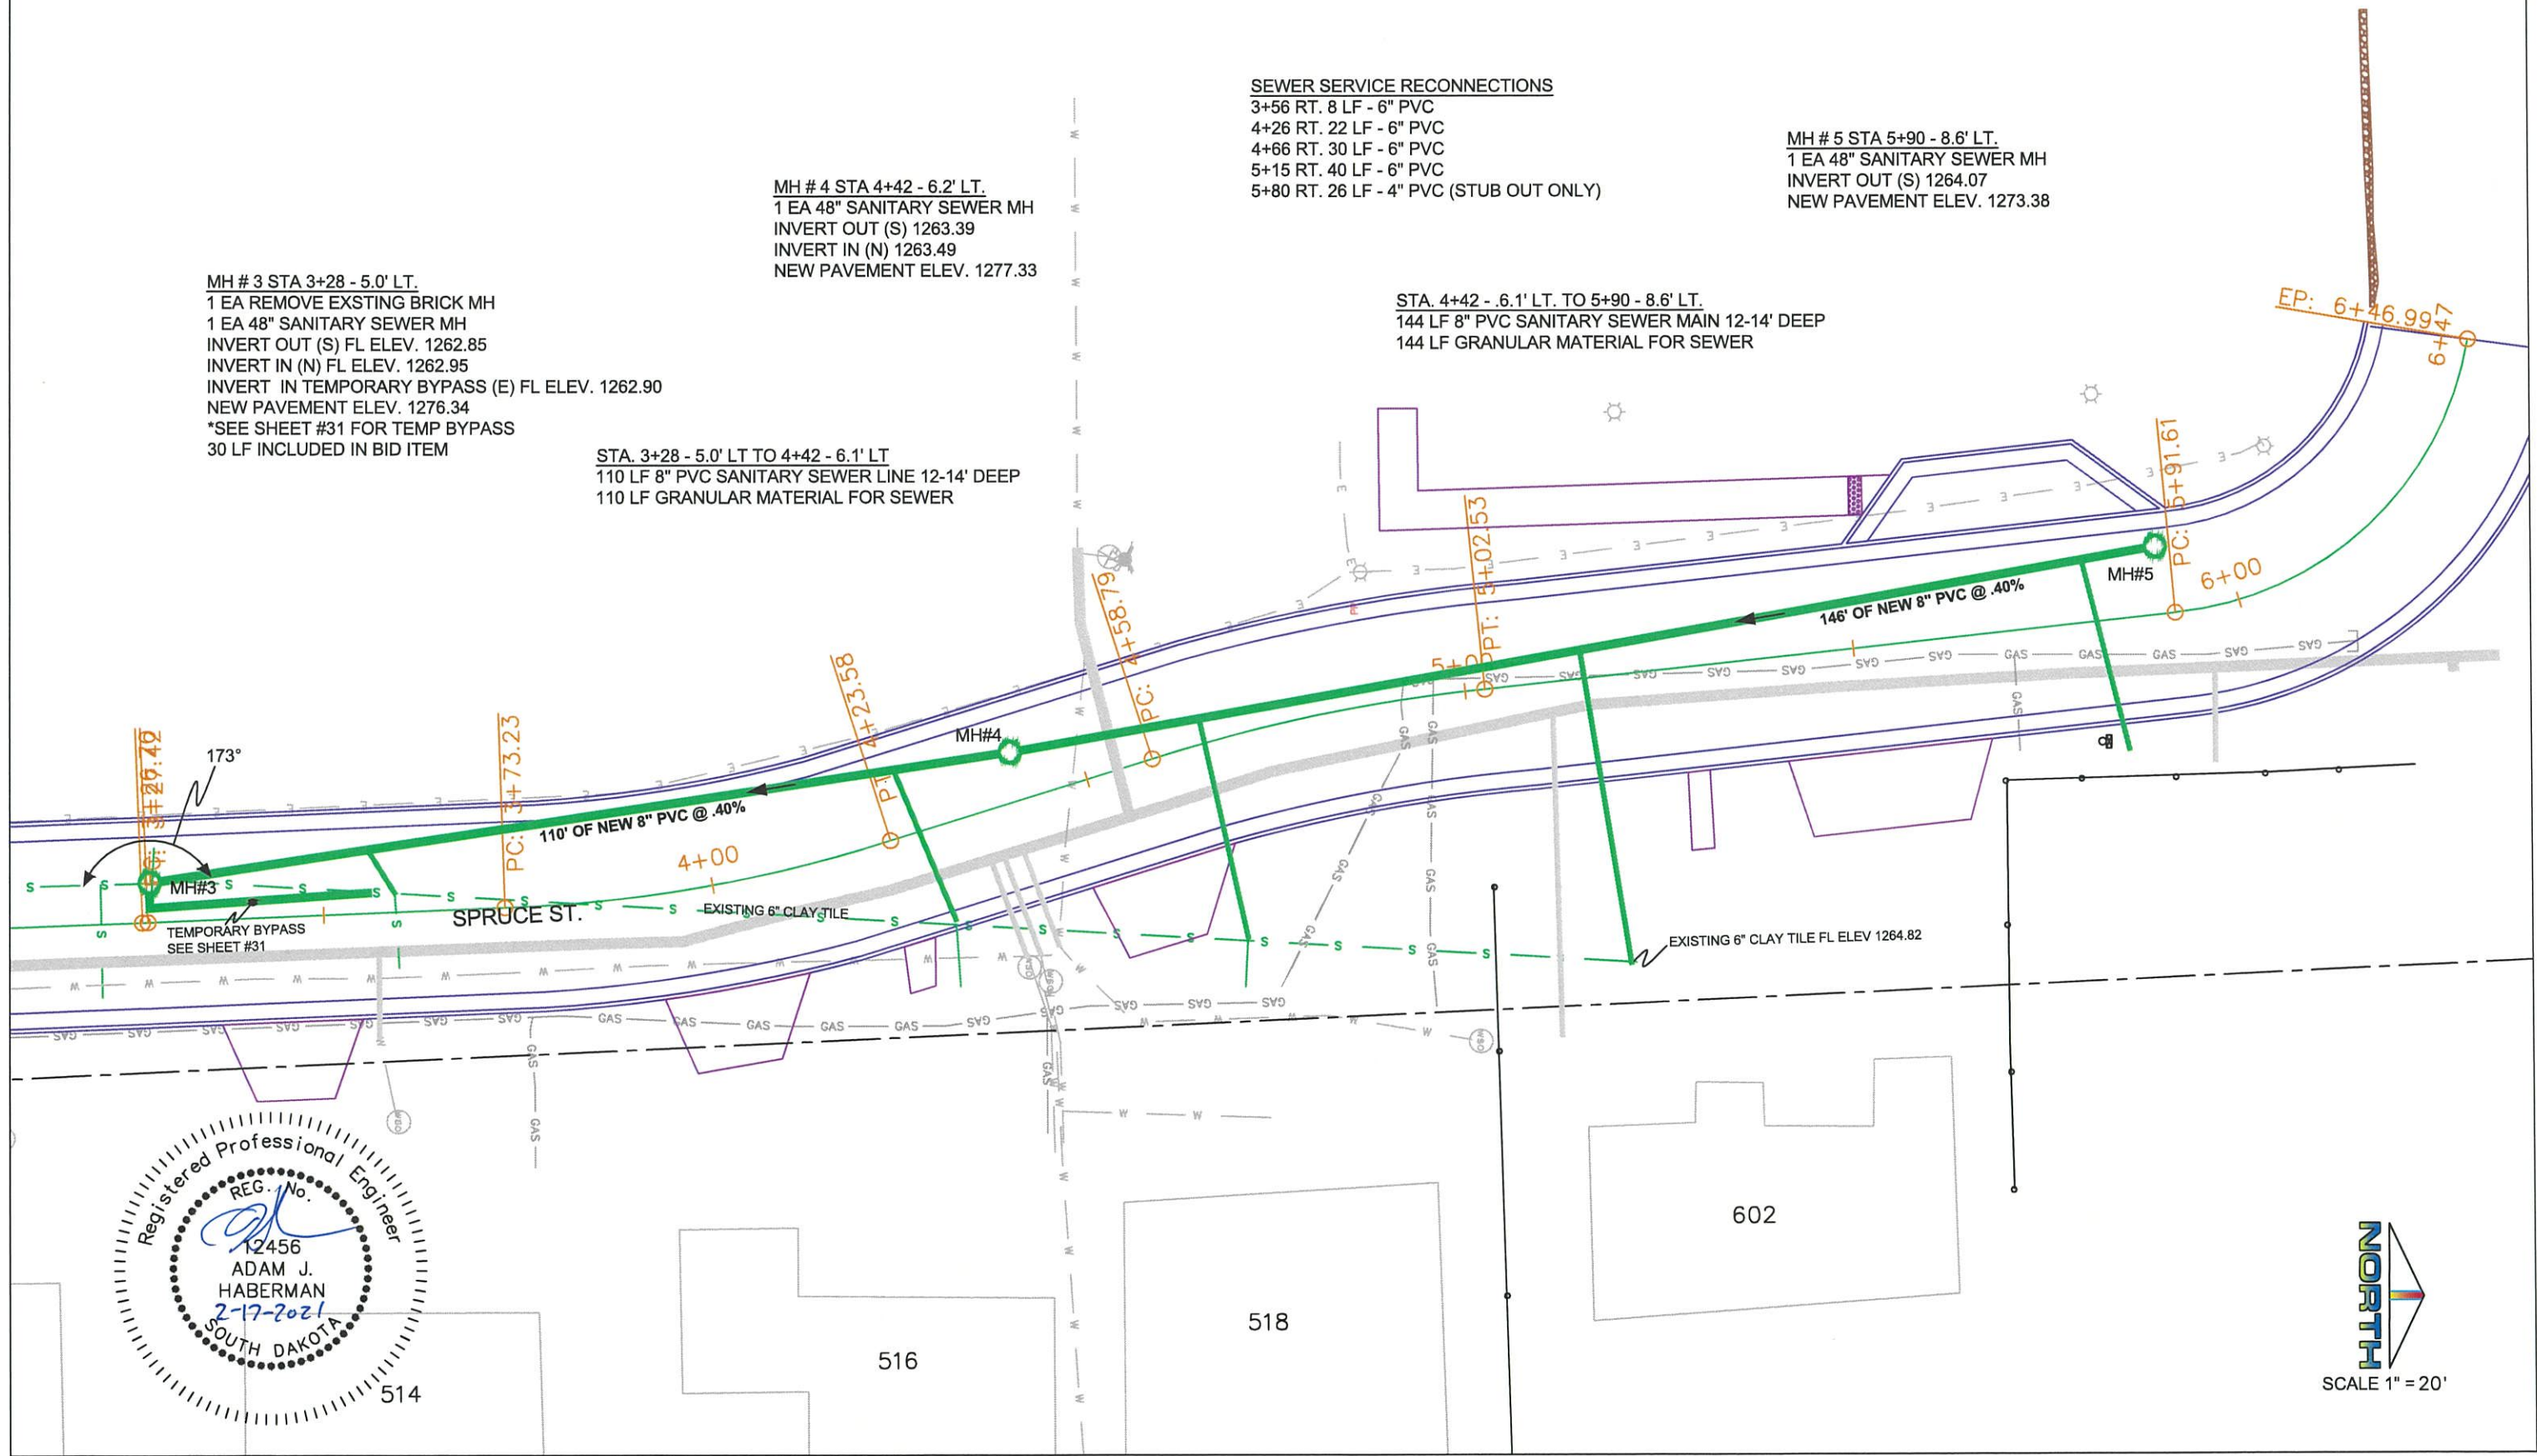 SEWER SERVICE RECONNECTIONS
3+56 RT. 8 LF - 6" PVC
4+26 RT. 22 LF - 6" PVC
4+66 RT. 30 LF - 6" PVC
5+15 RT. 40 LF - 6" PVC
5+80 RT. 26 LF - 4" PVC (STUB OUT ONLY)
MH # 5 STA 5+90 - 8.6' LT.
1 EA 48" SANITARY SEWER MH
INVERT OUT (S) 1264.07
NEW PAVEMENT ELEV. 1273.38
MH # 4 STA 4+42 - 6.2' LT.
1 EA 48" SANITARY SEWER MH
INVERT OUT (S) 1263.39
INVERT IN (N) 1263.49
NEW PAVEMENT ELEV. 1277.33
MH # 3 STA 3+28 - 5.0' LT.
1 EA REMOVE EXSTING BRICK MH
1 EA 48" SANITARY SEWER MH
INVERT OUT (S) FL ELEV. 1262.85
INVERT IN (N) FL ELEV. 1262.95
INVERT IN TEMPORARY BYPASS (E) FL ELEV. 1262.90
NEW PAVEMENT ELEV. 1276.34
*SEE SHEET #31 FOR TEMP BYPASS
30 LF INCLUDED IN BID ITEM
STA. 4+42 - .6.1' LT. TO 5+90 - 8.6' LT.
144 LF 8" PVC SANITARY SEWER MAIN 12-14' DEEP
144 LF GRANULAR MATERIAL FOR SEWER
STA. 3+28 - 5.0' LT TO 4+42 - 6.1' LT
110 LF 8" PVC SANITARY SEWER LINE 12-14' DEEP
110 LF GRANULAR MATERIAL FOR SEWER
EP: 6+46.99
6+47
PC: 5+91.61
6+00
MH#5
146' OF NEW 8" PVC @ .40%
PT: 5+02.53
PC: 4+58.79
MH#4
PT: 4+23.58
110' OF NEW 8" PVC @ .40%
4+00
PC: 3+73.23
173°
MH#3
SPRUCE ST.
TEMPORARY BYPASS
SEE SHEET #31
EXISTING 6" CLAY TILE
EXISTING 6" CLAY TILE FL ELEV 1264.82
GAS
GAS
GAS
W
W
S
S
E
E
WSO
WSO
WSO
WSO
602
518
516
514
Registered Professional Engineer
REG. No.
12456
ADAM J.
HABERMAN
2-17-2021
SOUTH DAKOTA
NORTH
SCALE 1" = 20'